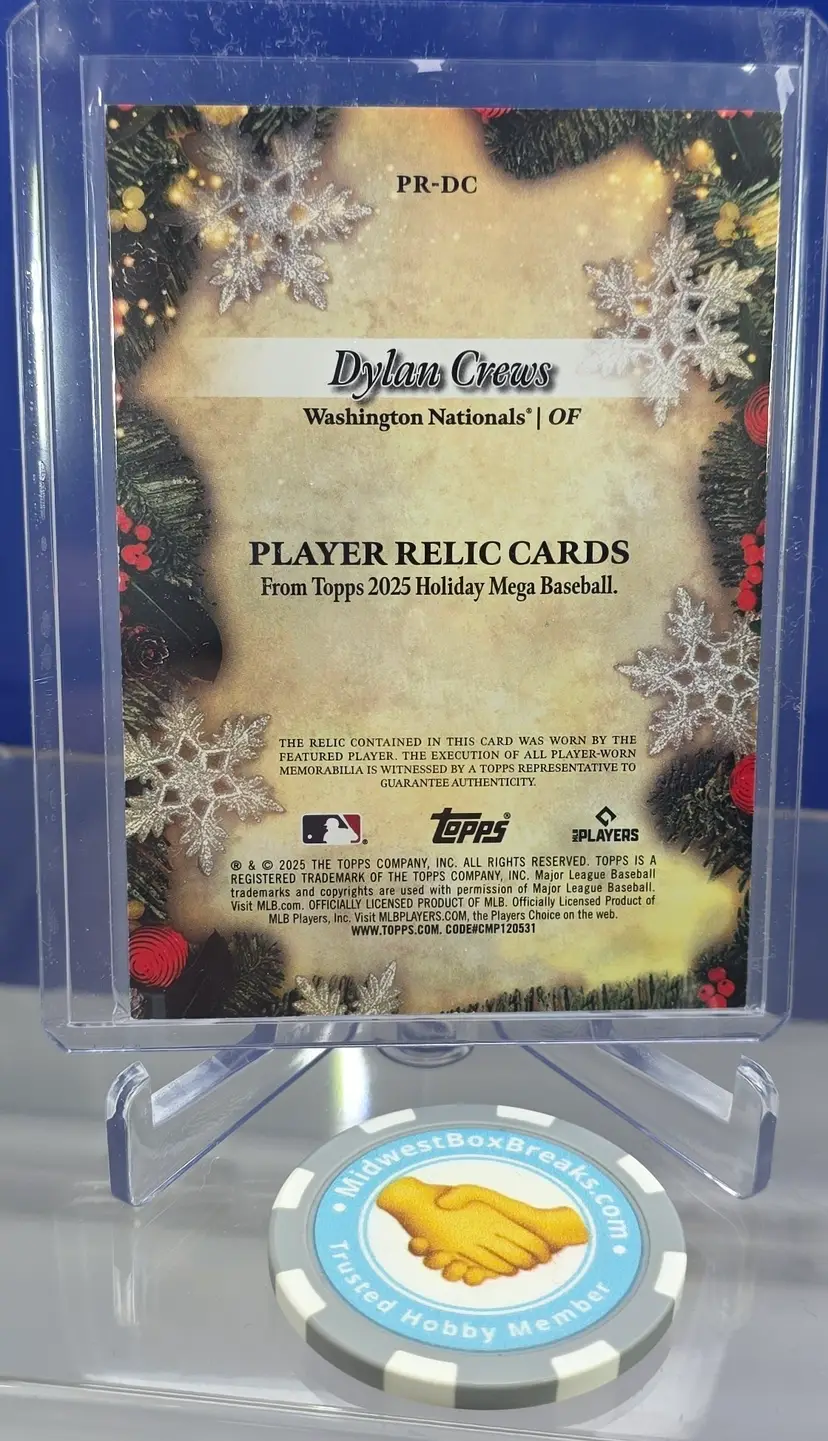 PR-DC
Dylan Crews
Washington Nationals® | OF
PLAYER RELIC CARDS
From Topps 2025 Holiday Mega Baseball.
THE RELIC CONTAINED IN THIS CARD WAS WORN BY THE
FEATURED PLAYER. THE EXECUTION OF ALL PLAYER-WORN
MEMORABILIA IS WITNESSED BY A TOPPS REPRESENTATIVE TO
GUARANTEE AUTHENTICITY.
topps®
MLB PLAYERS
® & © 2025 THE TOPPS COMPANY, INC. ALL RIGHTS RESERVED. TOPPS IS A
REGISTERED TRADEMARK OF THE TOPPS COMPANY, INC. Major League Baseball
trademarks and copyrights are used with permission of Major League Baseball.
Visit MLB.com. OFFICIALLY LICENSED PRODUCT OF MLB. Officially Licensed Product of
MLB Players, Inc. Visit MLBPLAYERS.COM, the Players Choice on the web.
WWW.TOPPS.COM. CODE#CMP120531
MidwestBoxBreaks.com
Trusted Hobby Member